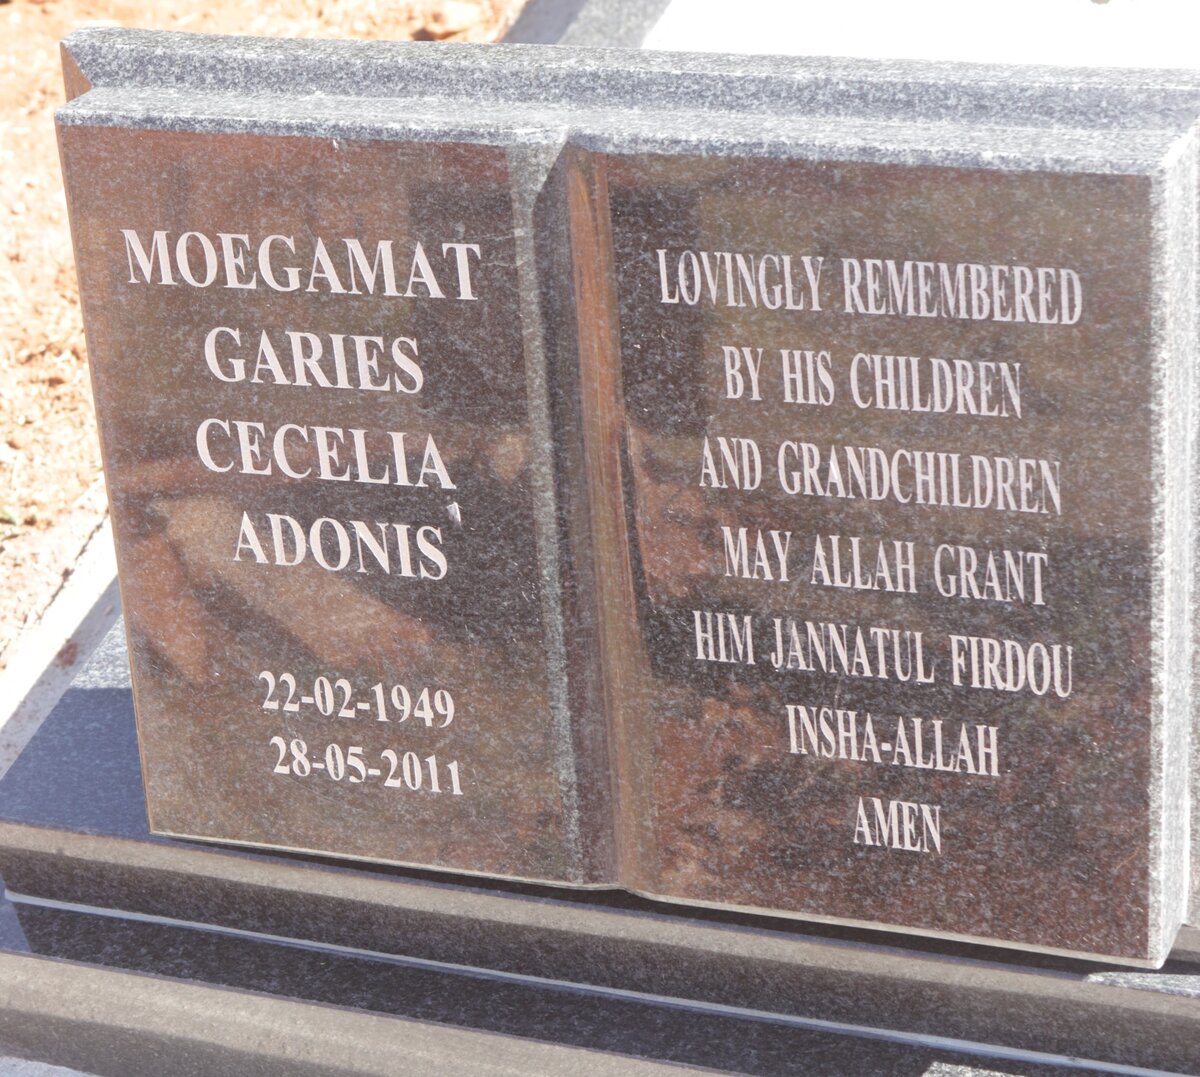 MOEGAMAT
GARIES
CECELIA
ADONIS
22-02-1949
28-05-2011
LOVINGLY REMEMBERED
BY HIS CHILDREN
AND GRANDCHILDREN
MAY ALLAH GRANT
HIM JANNATUL FIRDOU
INSHA-ALLAH
AMEN